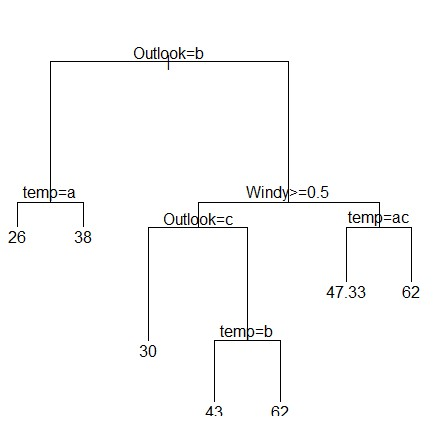 Outlook=b
temp=a
Windy>=0.5
Outlook=c
temp=ac
26
38
47.33
62
30
temp=b
43
62